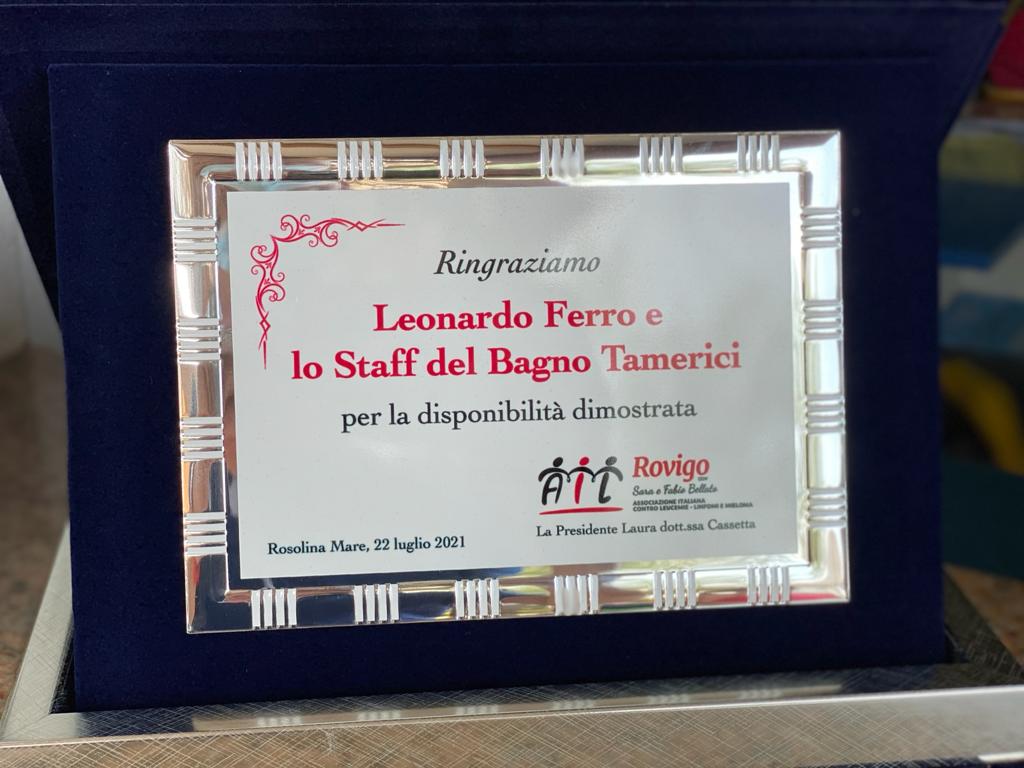 Ringraziamo
Leonardo Ferro e
lo Staff del Bagno Tamerici
per la disponibilità dimostrata
AIL Rovigo
Sara e Fabio Bellato
ASSOCIAZIONE ITALIANA
CONTRO LEUCEMIE - LINFOMI E MIELOMA
La Presidente Laura dott.ssa Cassetta
Rosolina Mare, 22 luglio 2021